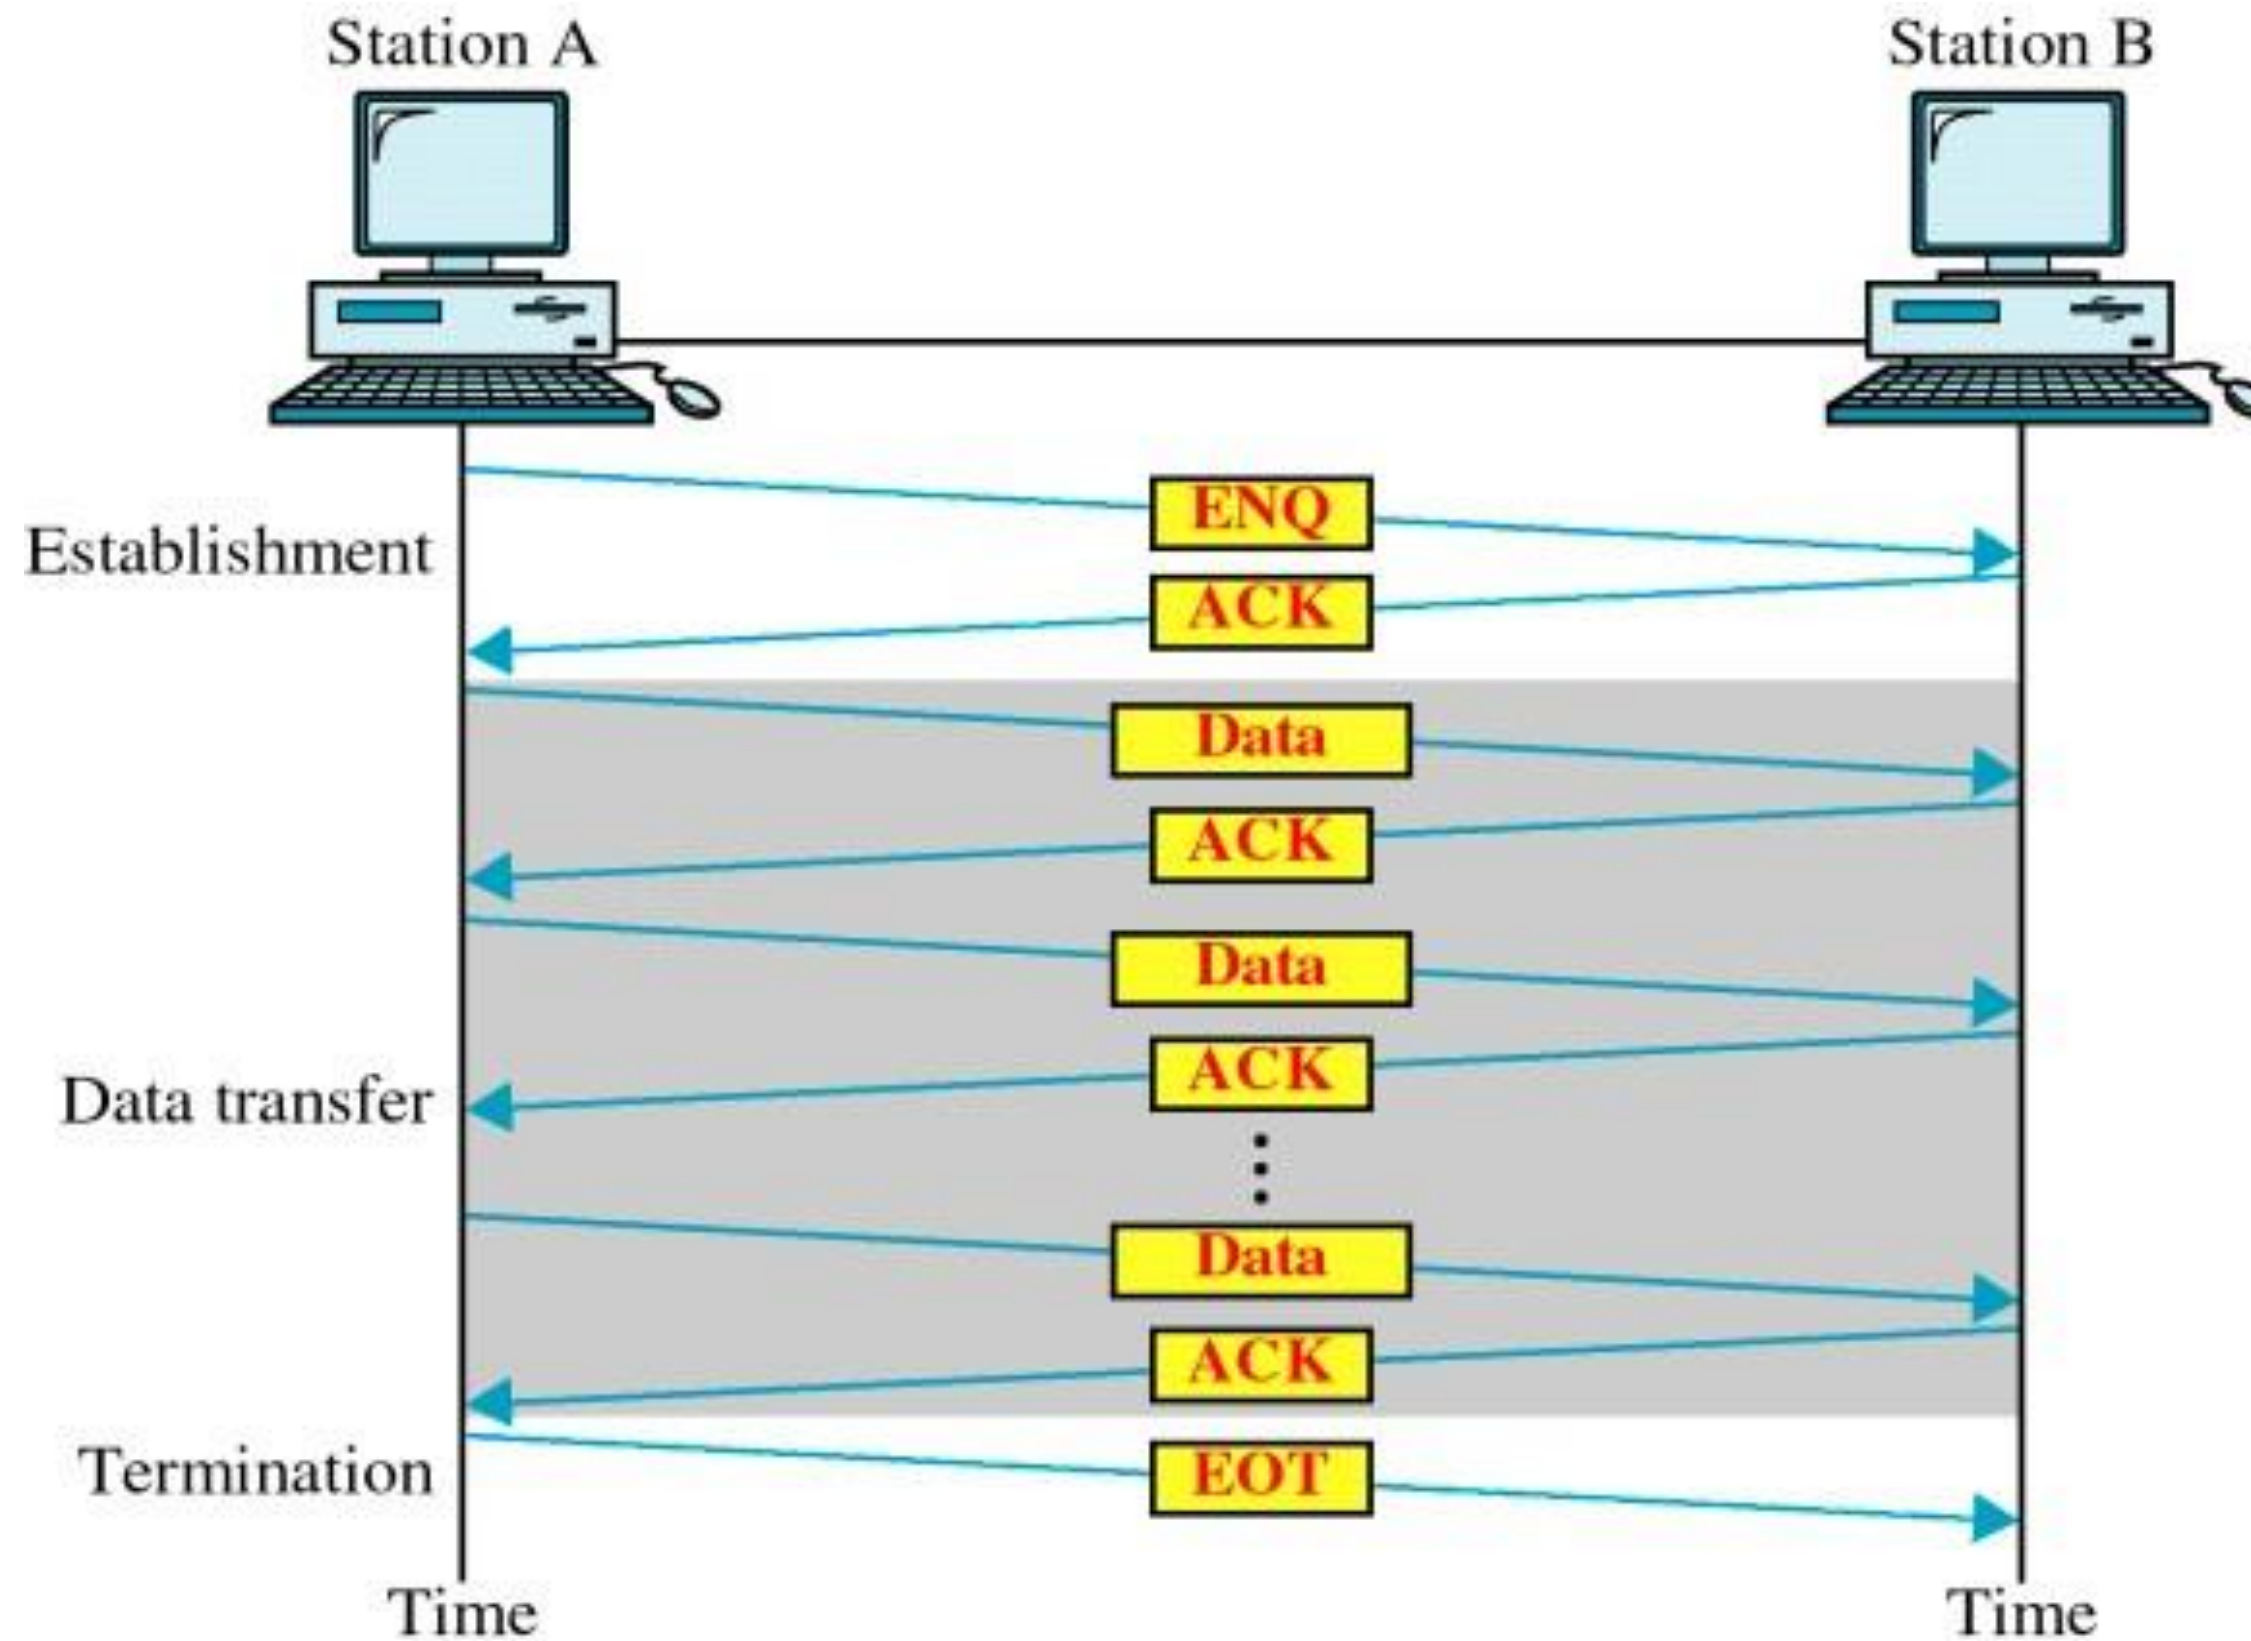 Station A
Station B
ENQ
Establishment
ACK
Data
ACK
Data
ACK
Data transfer
Data
ACK
EOT
Termination
Time
Time